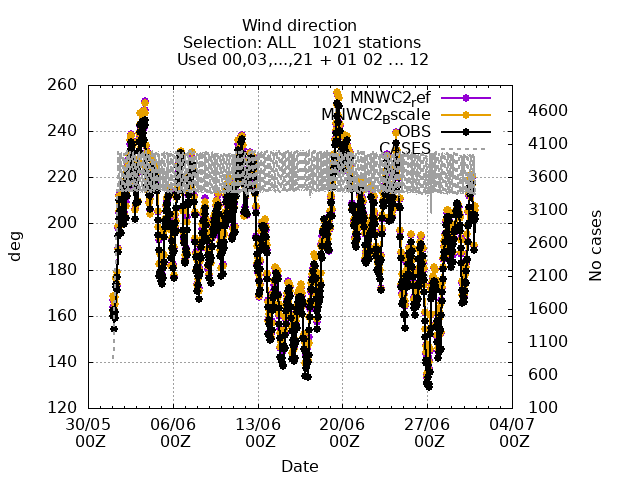 Wind direction
Selection: ALL   1021 stations
Used 00,03,...,21 + 01 02 ... 12
MNWC2ref
MNWC2Bscale
OBS
CASES
260
240
220
200
180
160
140
120
deg
4600
4100
3600
3100
2600
2100
1600
1100
600
100
No cases
30/05 06/06 13/06 20/06 27/06 04/07
00Z 00Z 00Z 00Z 00Z 00Z
Date